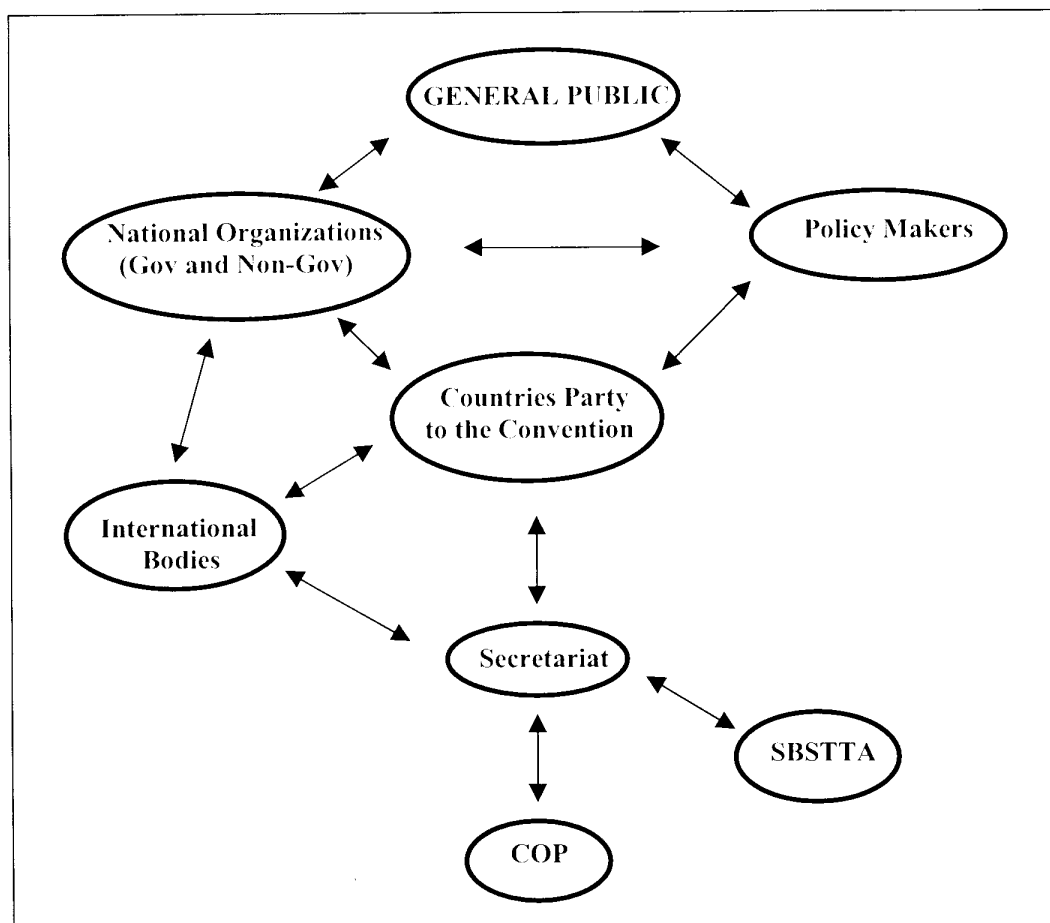 GENERAL PUBLIC
National Organizations
(Gov and Non-Gov)
Policy Makers
Countries Party
to the Convention
International
Bodies
Secretariat
SBSTTA
COP